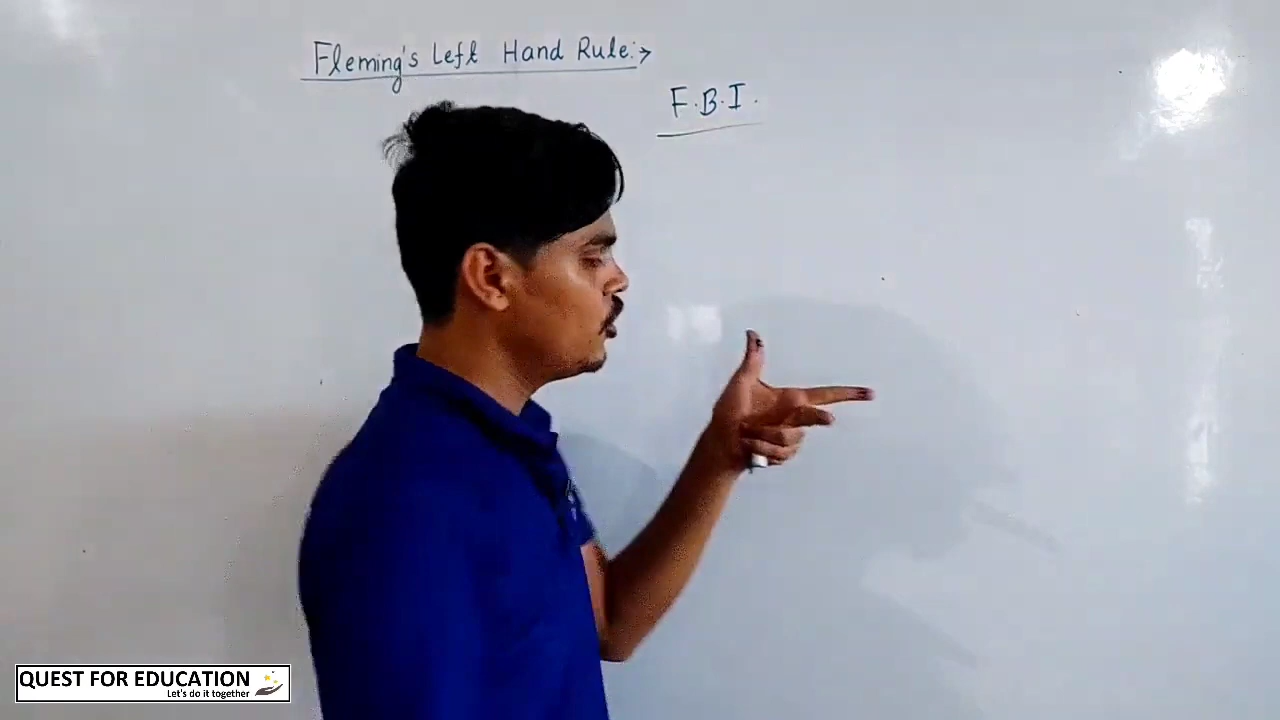 Fleming's Left Hand Rule:→
F.B.I.
QUEST FOR EDUCATION
Let's do it together